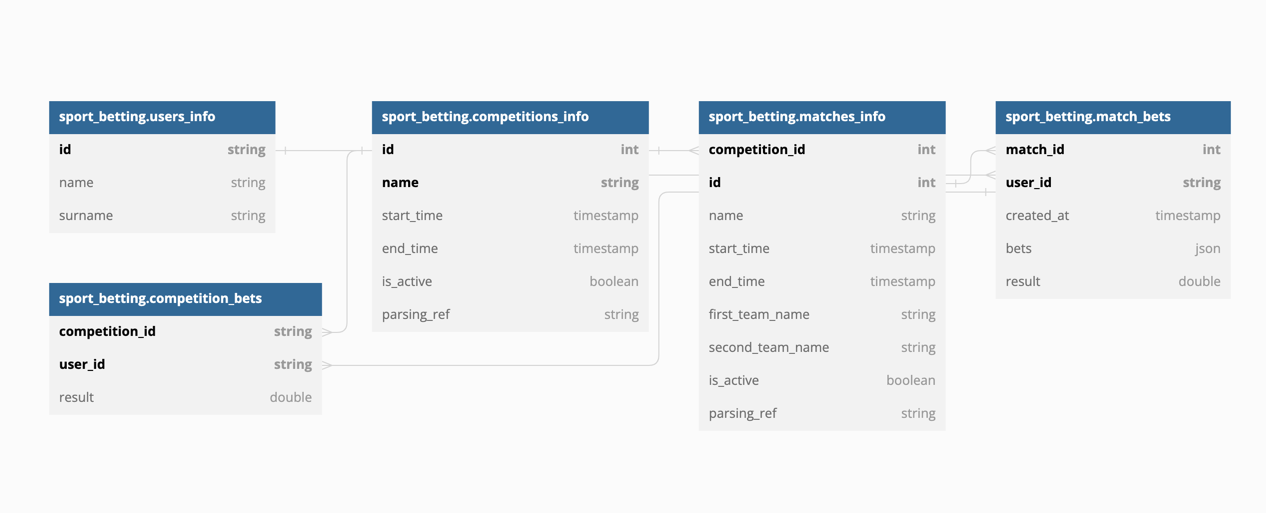 sport_betting.users_info
id string
name string
surname string
sport_betting.competition_bets
competition_id string
user_id string
result double
sport_betting.competitions_info
id int
name string
start_time timestamp
end_time timestamp
is_active boolean
parsing_ref string
sport_betting.matches_info
competition_id int
id int
name string
start_time timestamp
end_time timestamp
first_team_name string
second_team_name string
is_active boolean
parsing_ref string
sport_betting.match_bets
match_id int
user_id string
created_at timestamp
bets json
result double